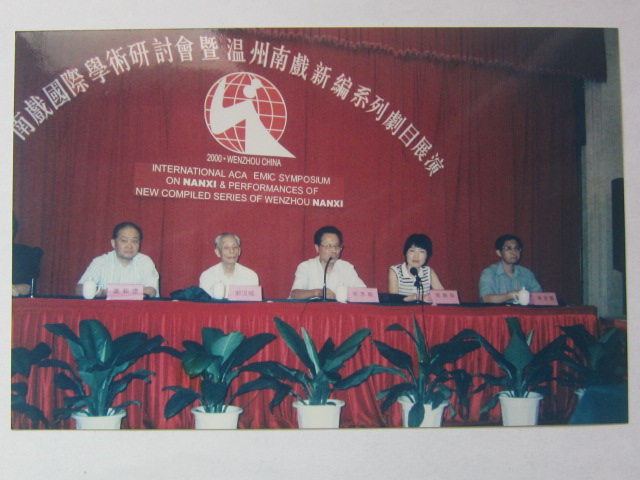 南戲國際學術研討會暨温州南戲新编系列劇目展演
2000·WENZHOU CHINA
INTERNATIONAL ACA EMIC SYMPOSIUM
ON NANXI & PERFORMANCES OF
NEW COMPILED SERIES OF WENZHOU NANXI